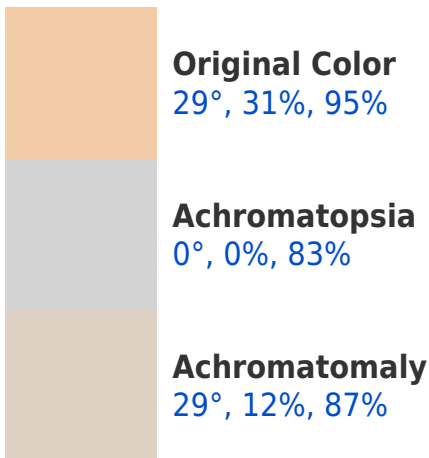 Original Color
29°, 31%, 95%
Achromatopsia
0°, 0%, 83%
Achromatomaly
29°, 12%, 87%